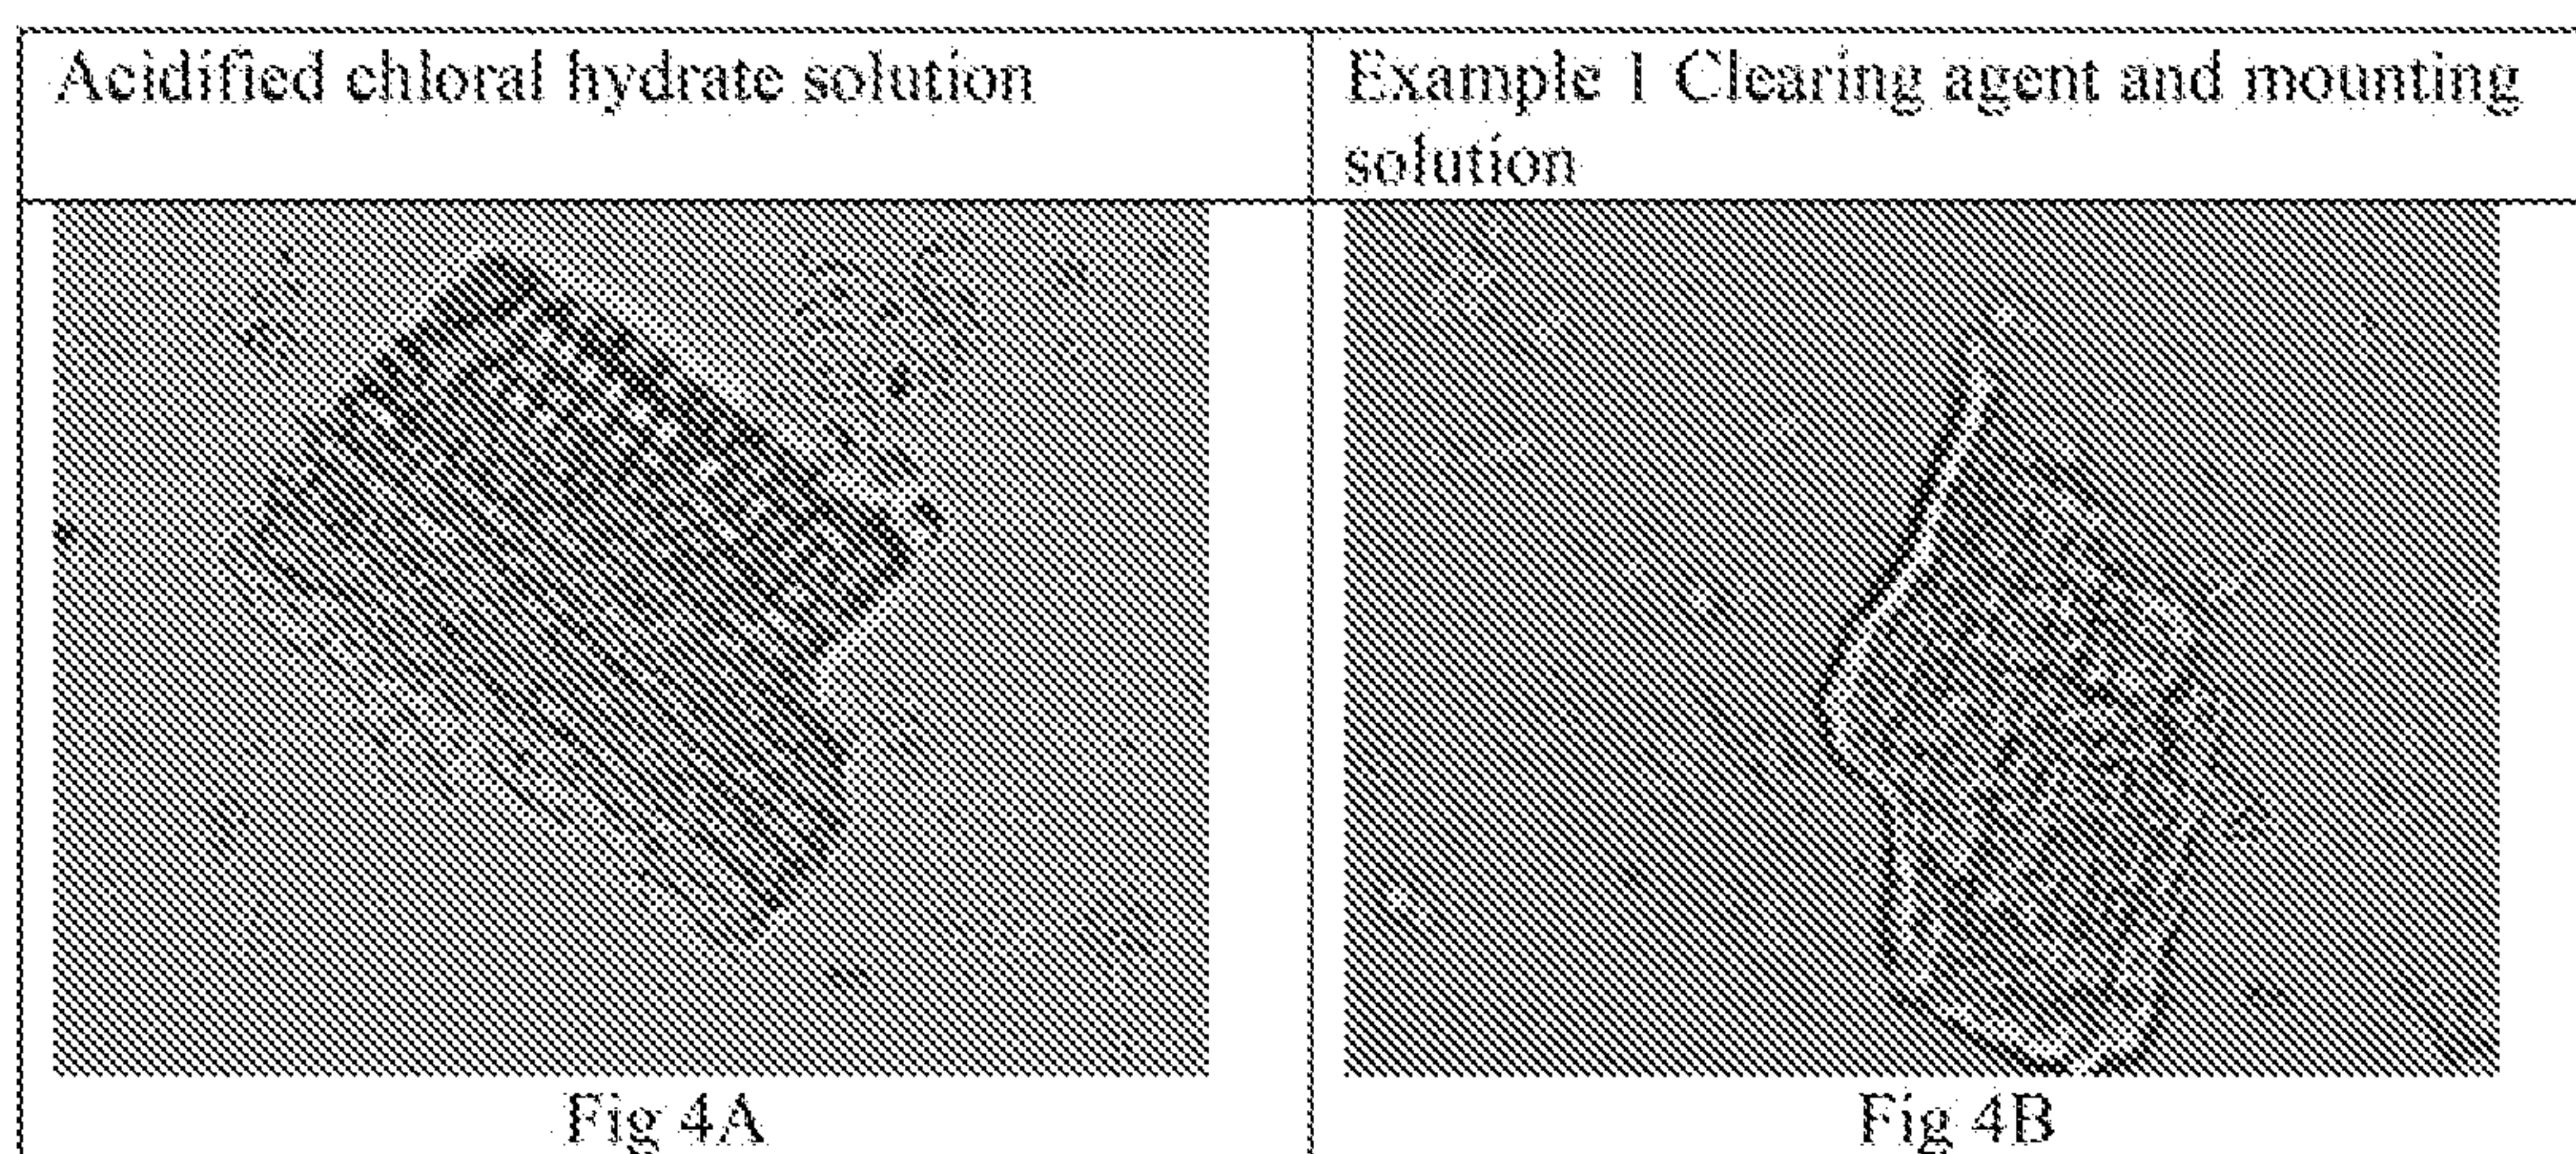 Acidified chloral hydrate solution
Example 1 Clearing agent and mounting
solution
Fig 4A
Fig 4B